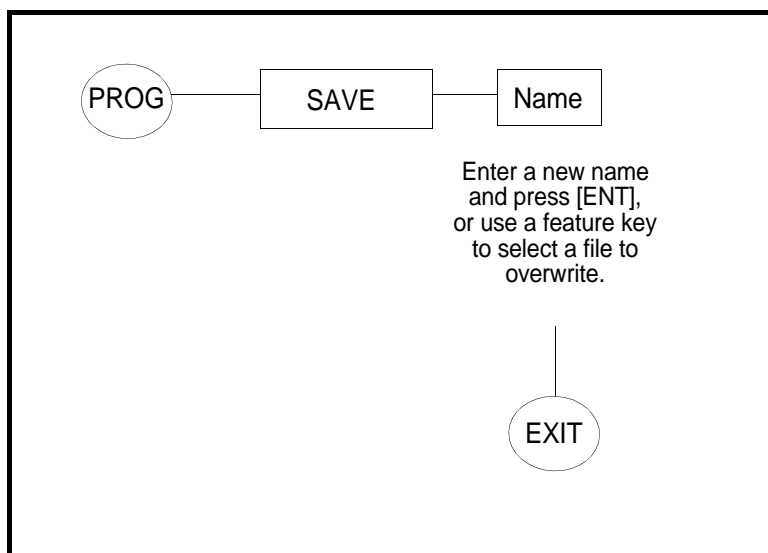 PROG
SAVE
Name
Enter a new name
and press [ENT],
or use a feature key
to select a file to
overwrite.
EXIT